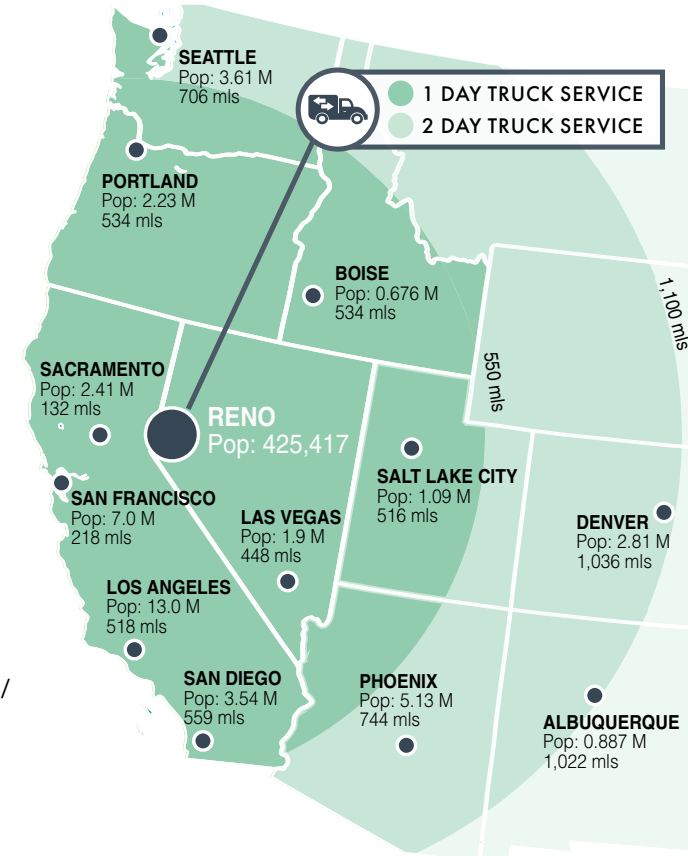 SEATTLE
Pop: 3.61 M
706 mls
1 DAY TRUCK SERVICE
2 DAY TRUCK SERVICE
PORTLAND
Pop: 2.23 M
534 mls
BOISE
Pop: 0.676 M
534 mls
1,100 mls
550 mls
SACRAMENTO
Pop: 2.41 M
132 mls
RENO
Pop: 425,417
SALT LAKE CITY
Pop: 1.09 M
516 mls
SAN FRANCISCO
Pop: 7.0 M
218 mls
LAS VEGAS
Pop: 1.9 M
448 mls
DENVER
Pop: 2.81 M
1,036 mls
LOS ANGELES
Pop: 13.0 M
518 mls
SAN DIEGO
Pop: 3.54 M
559 mls
PHOENIX
Pop: 5.13 M
744 mls
ALBUQUERQUE
Pop: 0.887 M
1,022 mls
/